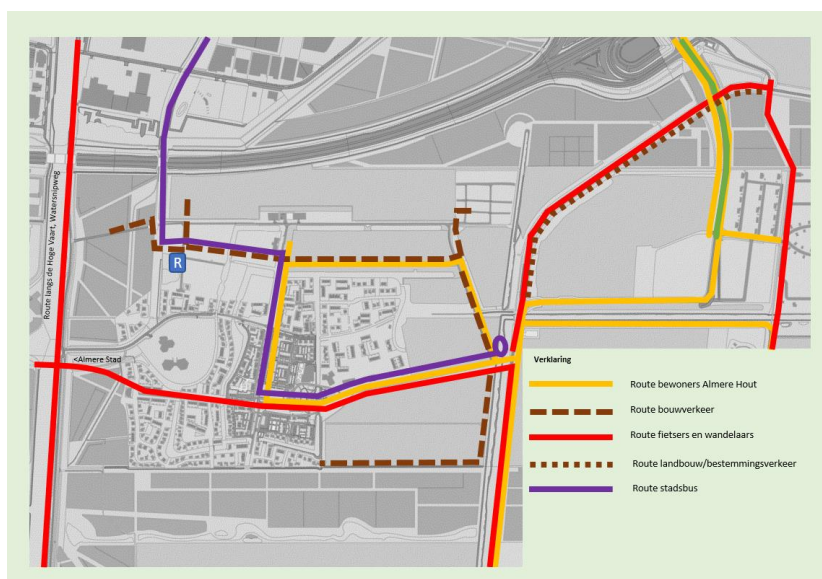 Route langs de Hoge Vaart, Watersnipweg
R
<Almere Stad
Verklaring
Route bewoners Almere Hout
Route bouwverkeer
Route fietsers en wandelaars
Route landbouw/bestemmingsverkeer
Route stadsbus